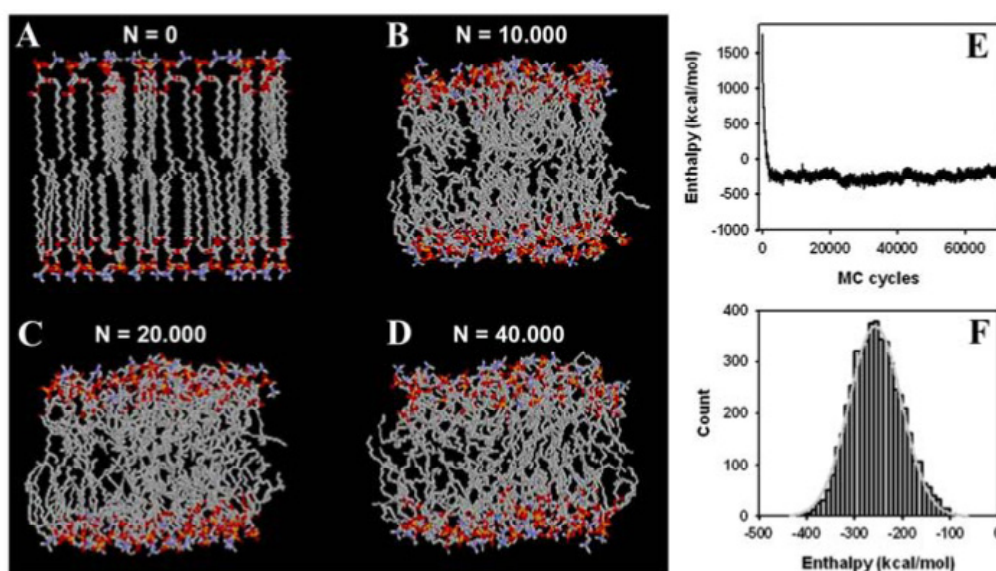 A
N = 0
B
N = 10.000
C
N = 20.000
D
N = 40.000
E
Enthalpy (kcal/mol)
1500
1000
500
0
-500
-1000
0
20000
40000
60000
MC cycles
F
Count
400
300
200
100
0
-500
-400
-300
-200
-100
Enthalpy (kcal/mol)